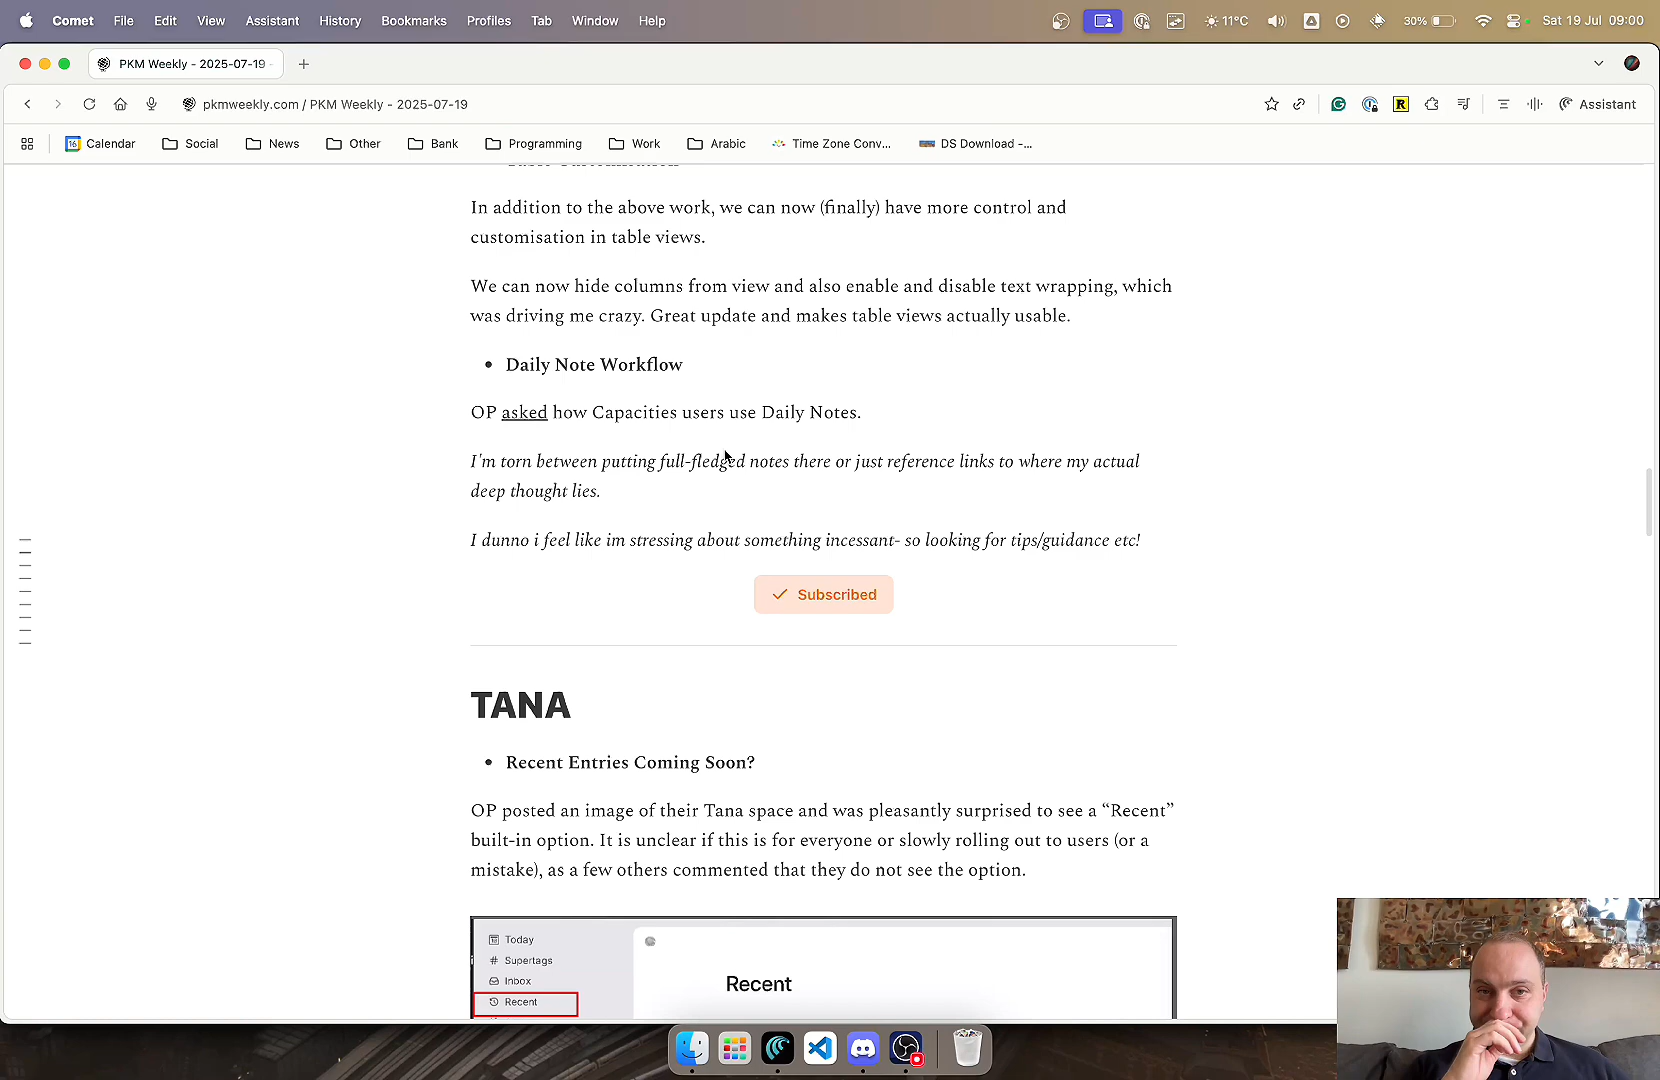 Comet File Edit View Assistant History Bookmarks Profiles Tab Window Help 11°C 30% Sat 19 Jul 09:00
PKM Weekly - 2025-07-19 -
pkmweekly.com / PKM Weekly - 2025-07-19 Assistant
Calendar Social News Other Bank Programming Work Arabic Time Zone Conv... DS Download -...
In addition to the above work, we can now (finally) have more control and
customisation in table views.
We can now hide columns from view and also enable and disable text wrapping, which
was driving me crazy. Great update and makes table views actually usable.
• Daily Note Workflow
OP asked how Capacities users use Daily Notes.
I'm torn between putting full-fledged notes there or just reference links to where my actual
deep thought lies.
I dunno i feel like im stressing about something incessant- so looking for tips/guidance etc!
Subscribed
TANA
• Recent Entries Coming Soon?
OP posted an image of their Tana space and was pleasantly surprised to see a “Recent”
built-in option. It is unclear if this is for everyone or slowly rolling out to users (or a
mistake), as a few others commented that they do not see the option.
Today
Supertags
Inbox
Recent
Recent